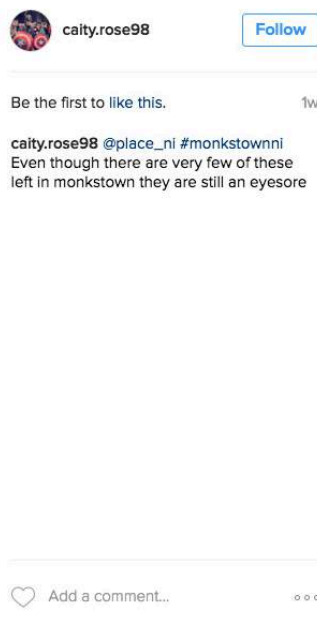 caity.rose98
Follow
Be the first to like this.
1w
caity.rose98 @place_ni #monkstownni
Even though there are very few of these
left in monkstown they are still an eyesore
Add a comment...